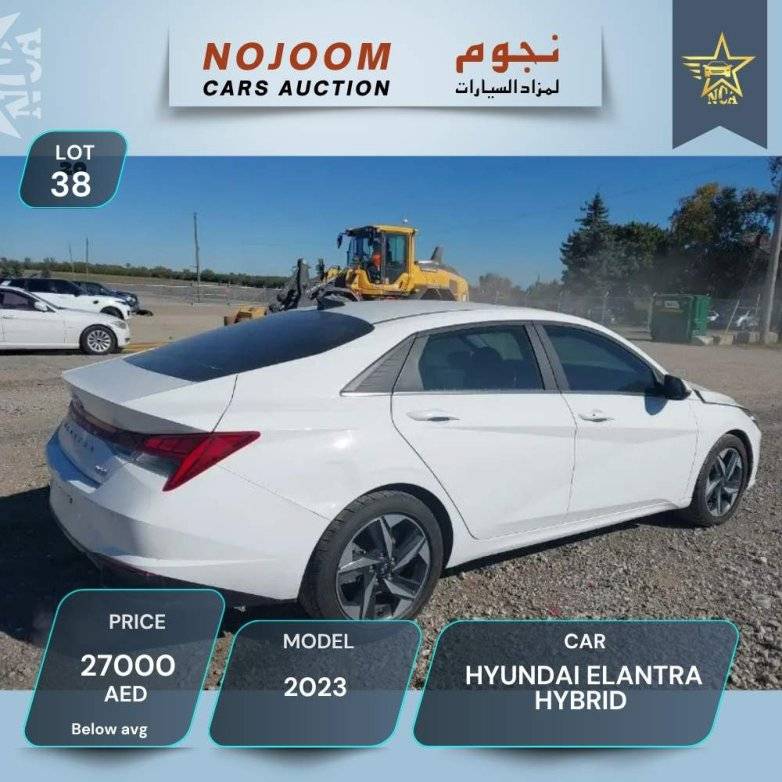 NOJOOM
CARS AUCTION
نجوم
لمزاد السيارات
NCA
LOT
38
PRICE
27000
AED
Below avg
MODEL
2023
CAR
HYUNDAI ELANTRA
HYBRID